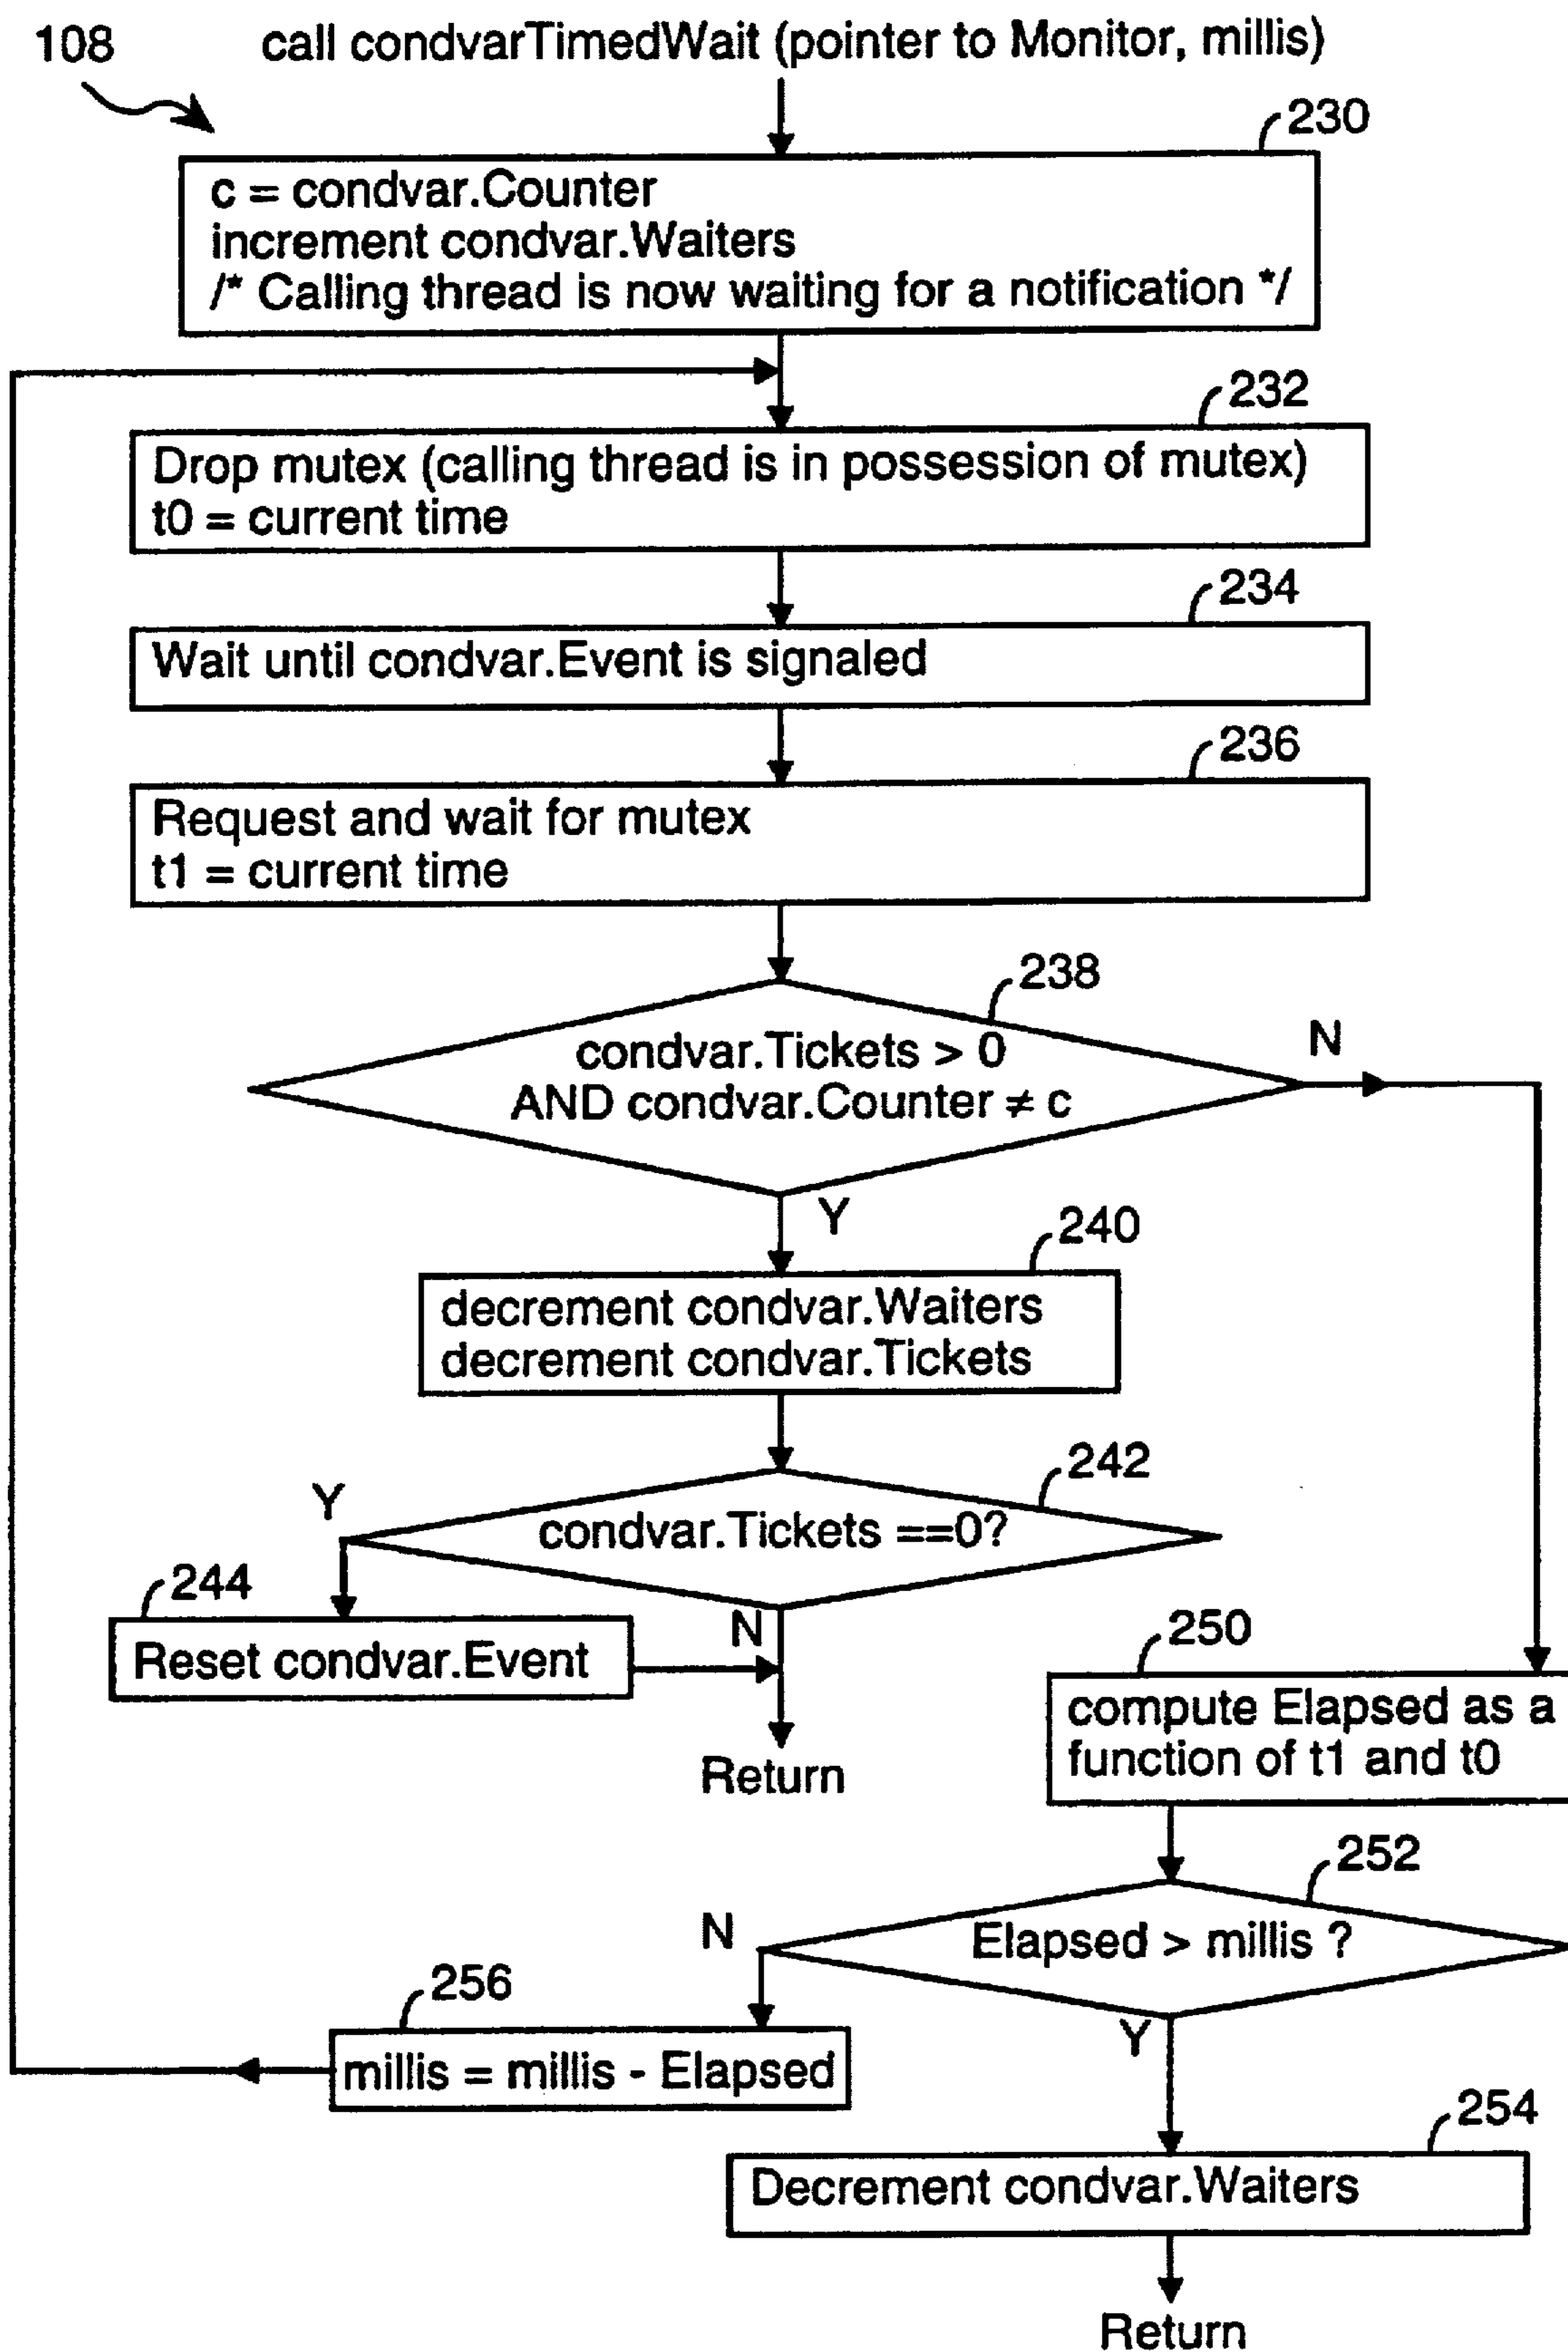 108
call condvarTimedWait (pointer to Monitor, millis)
230
c = condvar.Counter
increment condvar.Waiters
/* Calling thread is now waiting for a notification */
232
Drop mutex (calling thread is in possession of mutex)
t0 = current time
234
Wait until condvar.Event is signaled
236
Request and wait for mutex
t1 = current time
238
condvar.Tickets > 0
AND condvar.Counter ≠ c
N
Y
240
decrement condvar.Waiters
decrement condvar.Tickets
242
condvar.Tickets ==0?
Y
244
Reset condvar.Event
N
Return
250
compute Elapsed as a
function of t1 and t0
252
Elapsed > millis ?
N
Y
256
millis = millis - Elapsed
254
Decrement condvar.Waiters
Return